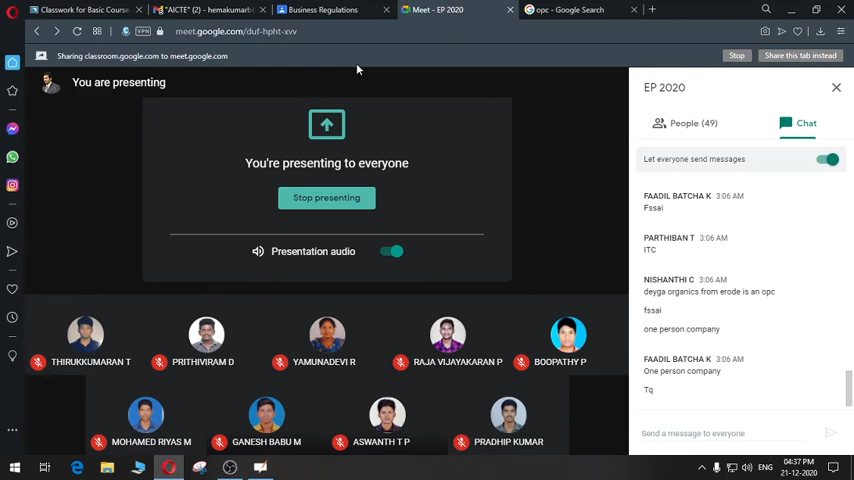 Classwork for Basic Course
"AICTE" (2) - hemakumarb
Business Regulations
Meet - EP 2020
opc - Google Search
VPN
meet.google.com/duf-hpht-xvv
Sharing classroom.google.com to meet.google.com
Stop
Share this tab instead
You are presenting
You're presenting to everyone
Stop presenting
Presentation audio
THIRUKKUMARAN T
PRITHIVIRAM D
YAMUNADEVI R
RAJA VIJAYAKARAN P
BOOPATHY P
MOHAMED RIYAS M
GANESH BABU M
ASWANTH T P
PRADHIP KUMAR
EP 2020
People (49)
Chat
Let everyone send messages
FAADIL BATCHA K 3:06 AM
Fssai
PARTHIBAN T 3:06 AM
ITC
NISHANTHI C 3:06 AM
deyga organics from erode is an opc
fssai
one person company
FAADIL BATCHA K 3:06 AM
One person company
Tq
Send a message to everyone
ENG
04:37 PM
21-12-2020